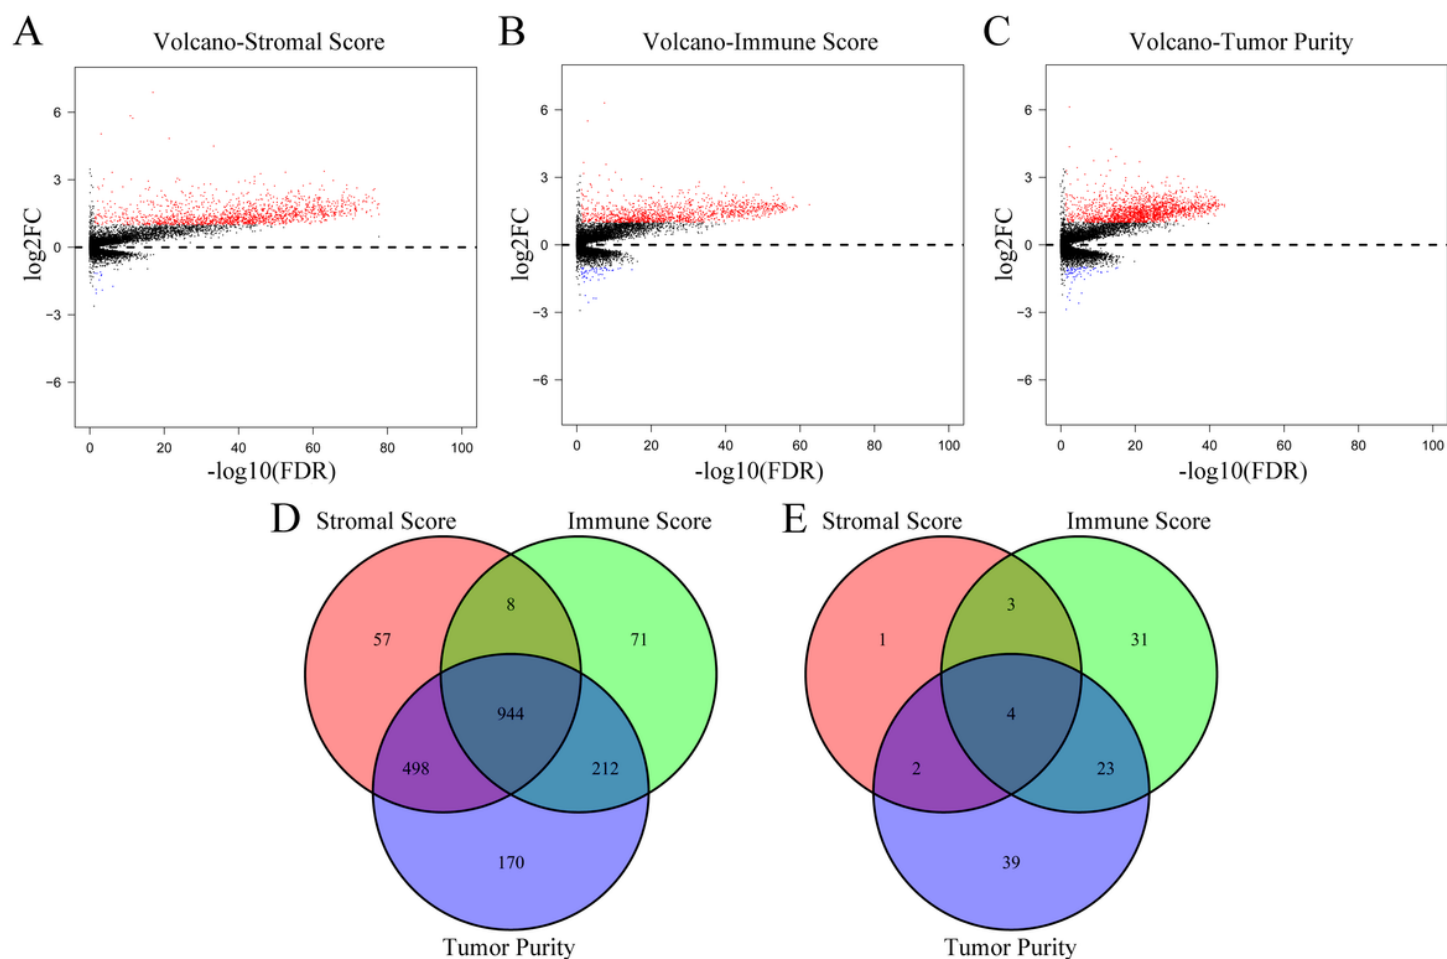 A
Volcano-Stromal Score
6
3
0
−3
−6
log2FC
0 20 40 60 80 100
-log10(FDR)
B
Volcano-Immune Score
6
3
0
−3
−6
log2FC
0 20 40 60 80 100
-log10(FDR)
C
Volcano-Tumor Purity
6
3
0
−3
−6
log2FC
0 20 40 60 80 100
-log10(FDR)
D
Stromal Score Immune Score
8
57 71
944
498 212
170
Tumor Purity
E
Stromal Score Immune Score
3
1 31
4
2 23
39
Tumor Purity